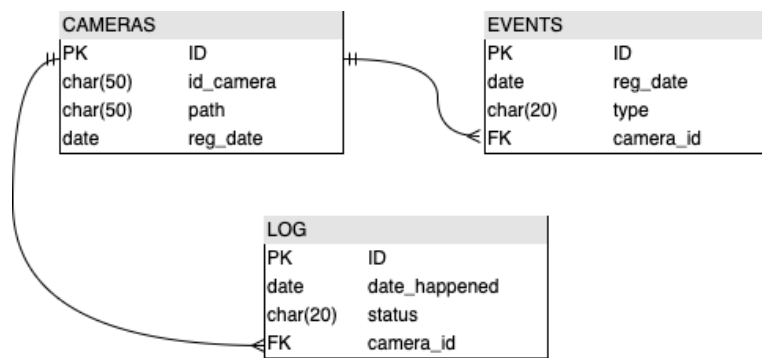 CAMERAS
PK ID
char(50) id_camera
char(50) path
date reg_date
EVENTS
PK ID
date reg_date
char(20) type
FK camera_id
LOG
PK ID
date date_happened
char(20) status
FK camera_id